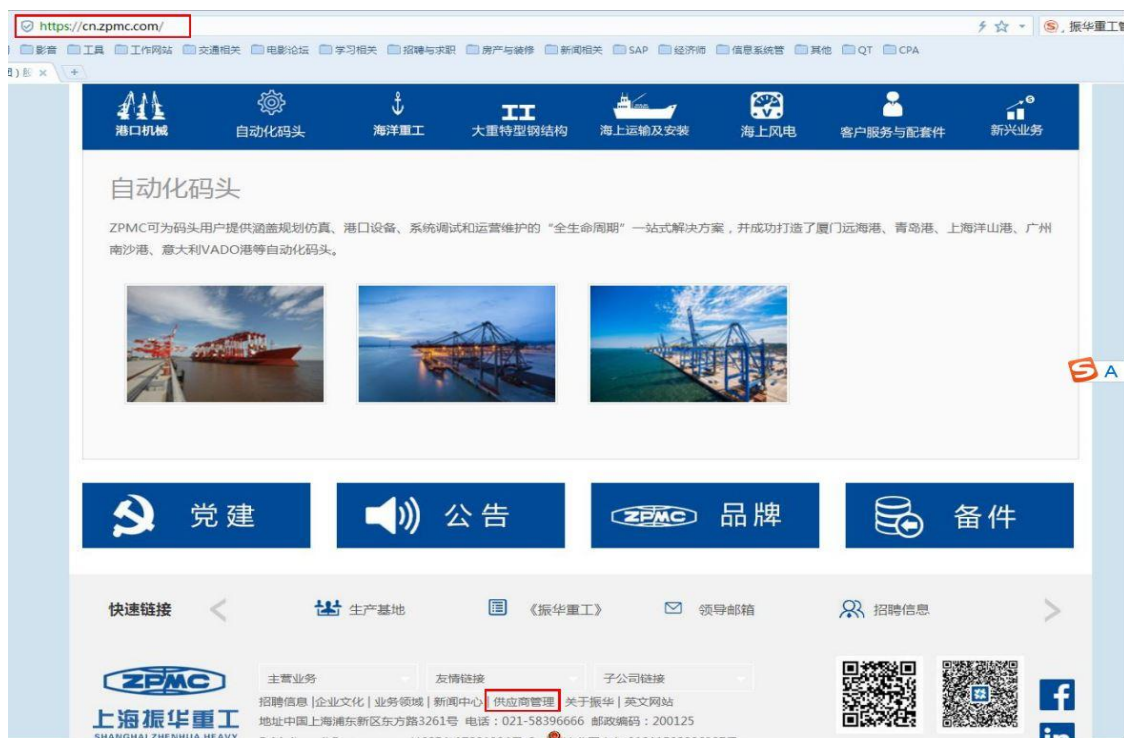 https://cn.zpmc.com/
振华重工
影音 工具 工作网站 交通相关 电影论坛 学习相关 招聘与求职 房产与装修 新闻相关 SAP 经济师 信息系统管 其他 QT CPA
港口机械 自动化码头 海洋重工 大重特型钢结构 海上运输及安装 海上风电 客户服务与配套件 新兴业务
自动化码头
ZPMC可为码头用户提供涵盖规划仿真、港口设备、系统调试和运营维护的“全生命周期”一站式解决方案，并成功打造了厦门远海港、青岛港、上海洋山港、广州
南沙港、意大利VADO港等自动化码头。
A
党建 公告 ZPMC 品牌 备件
快速链接 生产基地 《振华重工》 领导邮箱 招聘信息
ZPMC 主营业务 友情链接 子公司链接
招聘信息 | 企业文化 | 业务领域 | 新闻中心 | 供应商管理 | 关于振华 | 英文网站
上海振华重工 地址中国上海浦东新区东方路3261号 电话：021-58396666 邮政编码：200125
SHANGHAI ZHENHUA HEAVY